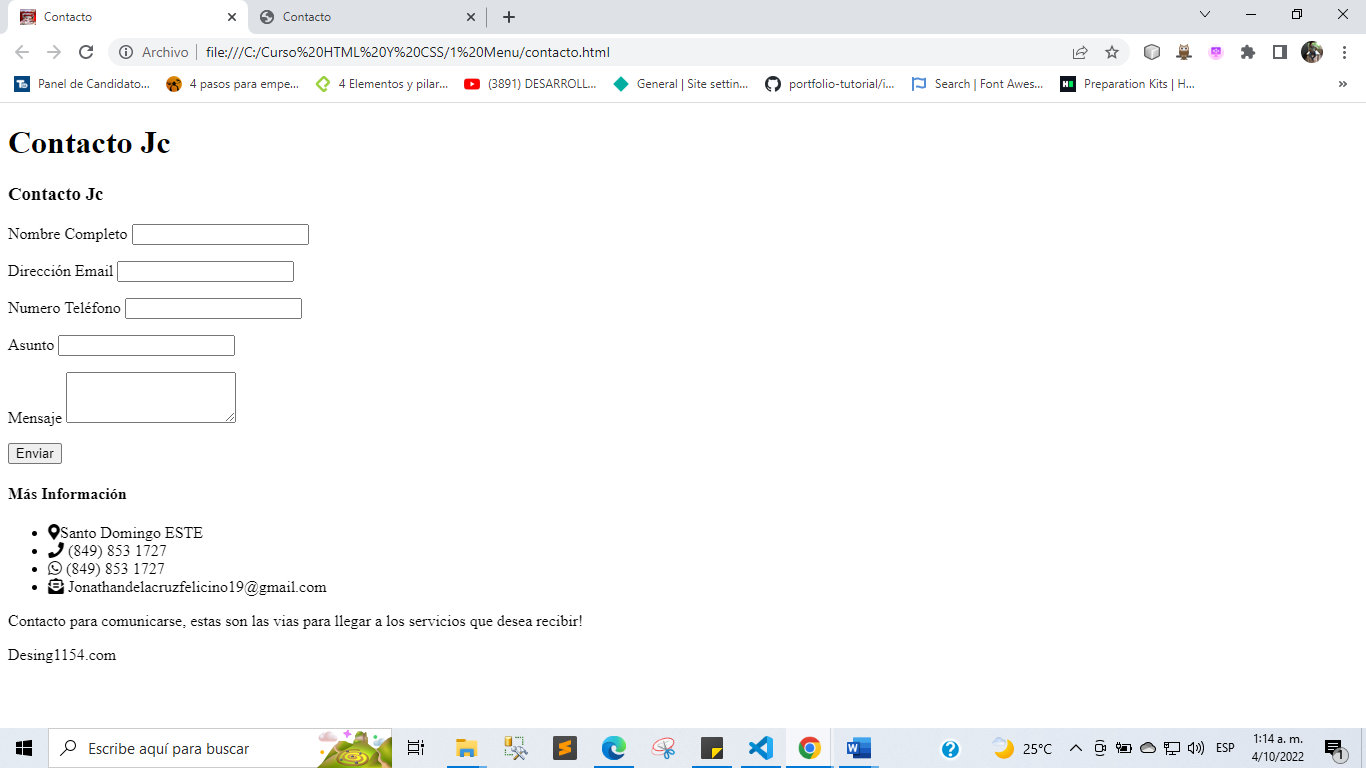 Contacto
Contacto
Archivo file:///C:/Curso%20HTML%20Y%20CSS/1%20Menu/contacto.html
Panel de Candidato... 4 pasos para empe... 4 Elementos y pilar... (3891) DESARROLL... General | Site settin... portfolio-tutorial/i... Search | Font Awes... Preparation Kits | H... »
Contacto Jc
Contacto Jc
Nombre Completo
Dirección Email
Numero Teléfono
Asunto
Mensaje
Enviar
Más Información
Santo Domingo ESTE
(849) 853 1727
(849) 853 1727
Jonathandelacruzfelicino19@gmail.com
Contacto para comunicarse, estas son las vias para llegar a los servicios que desea recibir!
Desing1154.com
Escribe aquí para buscar
25°C
ESP
1:14 a. m.
4/10/2022
1